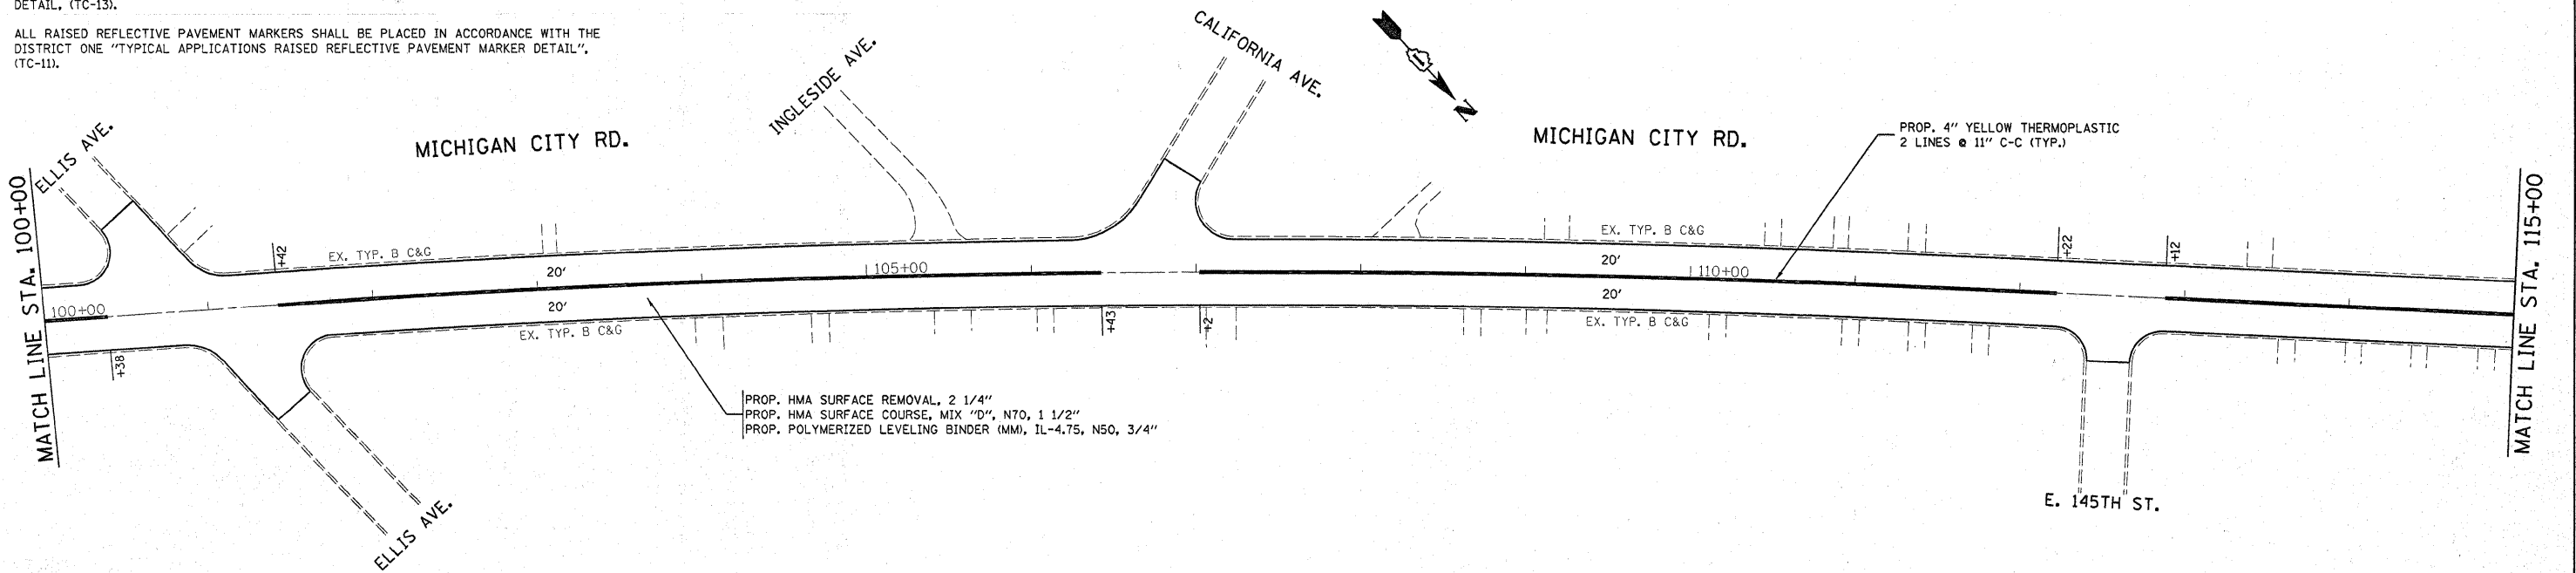 DETAIL, (TC-13).
ALL RAISED REFLECTIVE PAVEMENT MARKERS SHALL BE PLACED IN ACCORDANCE WITH THE
DISTRICT ONE "TYPICAL APPLICATIONS RAISED REFLECTIVE PAVEMENT MARKER DETAIL".
(TC-11).
MATCH LINE STA. 100+00
ELLIS AVE.
MICHIGAN CITY RD.
INGLESIDE AVE.
CALIFORNIA AVE.
N
MICHIGAN CITY RD.
PROP. 4" YELLOW THERMOPLASTIC
2 LINES @ 11" C-C (TYP.)
MATCH LINE STA. 115+00
+42
EX. TYP. B C&G
EX. TYP. B C&G
+22
+12
100+00
20'
105+00
20'
110+00
20'
20'
+38
EX. TYP. B C&G
+43
+2
EX. TYP. B C&G
PROP. HMA SURFACE REMOVAL, 2 1/4"
PROP. HMA SURFACE COURSE, MIX "D", N70, 1 1/2"
PROP. POLYMERIZED LEVELING BINDER (MM), IL-4.75, N50, 3/4"
ELLIS AVE.
E. 145TH ST.